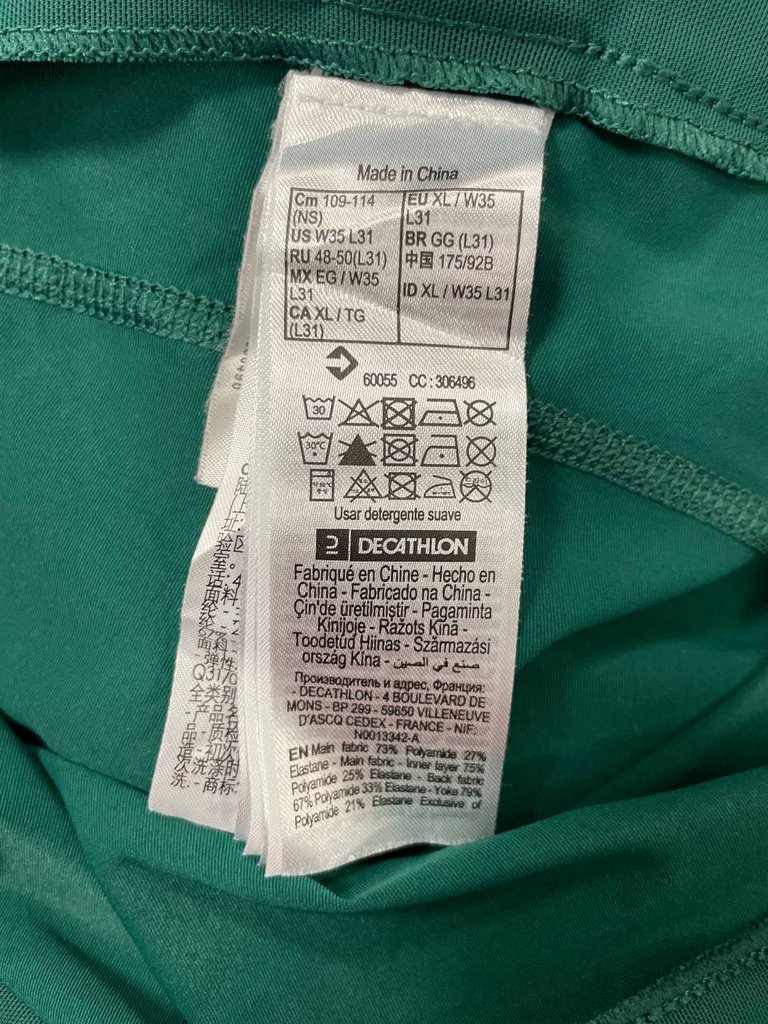 Made in China
Cm 109-114
(NS)
US W35 L31
RU 48-50(L31)
MX EG / W35
L31
CA XL / TG
(L31)
EU XL / W35
L31
BR GG (L31)
中国 175/92B
ID XL / W35 L31
60055 CC : 306496
30
30°C
Usar detergente suave
DECATHLON
Fabriqué en Chine - Hecho en
China - Fabricado na China -
Çin'de üretilmiştir - Pagaminta
Kinijoje - Ražots Ķīnā -
Toodetud Hiinas - Származási
ország Kína - صنع في الصين
Производитель и адрес, Франция:
- DECATHLON - 4 BOULEVARD DE
MONS - BP 299 - 59650 VILLENEUVE
D'ASCQ CEDEX - FRANCE - NIF:
N0013342-A
EN Main fabric 73% Polyamide 27%
Elastane - Main fabric - Inner layer 75%
Polyamide 25% Elastane - Back fabric
67% Polyamide 33% Elastane - Yoke 79%
Polyamide 21% Elastane Exclusive of